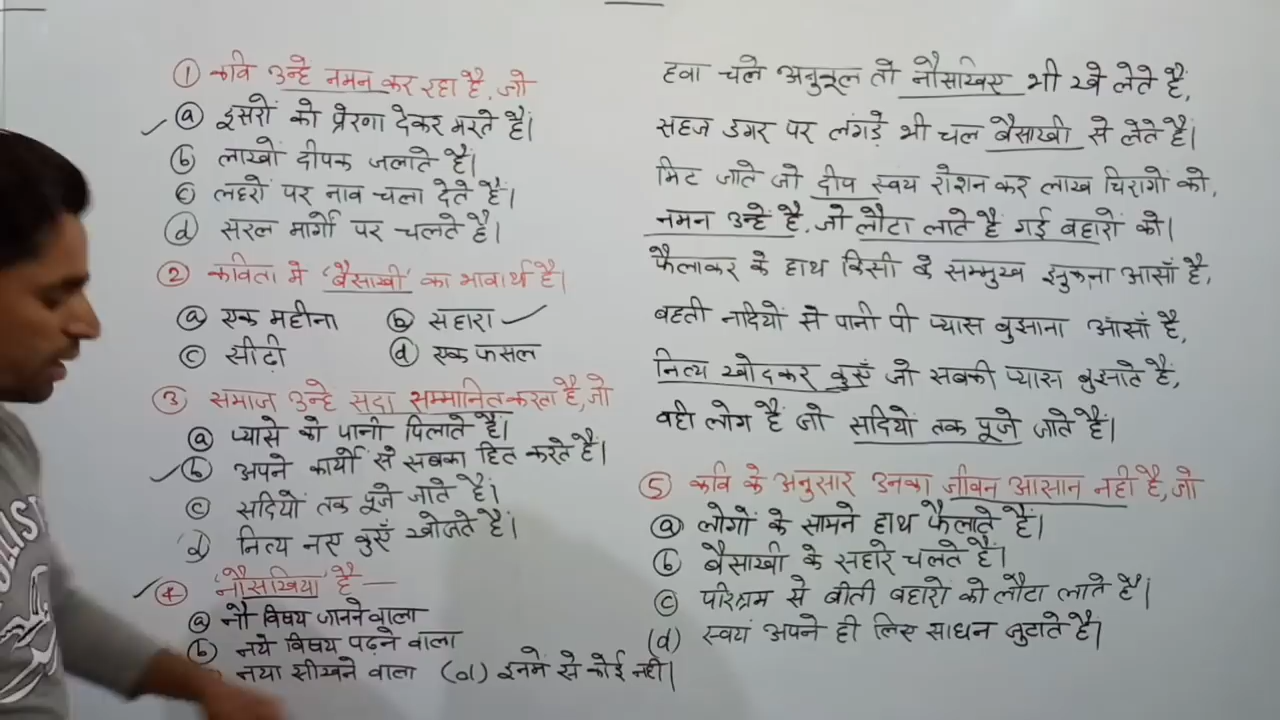 ① कवि उन्हे नमन कर रहा है, जो
ⓐ दूसरों को प्रेरणा देकर मरते हैं।
ⓑ लाखों दीपक जलाते हैं।
ⓒ लहरों पर नाव चला देते हैं।
ⓓ सरल मार्गों पर चलते हैं।
② कविता मे 'बैसाखी' का भावार्थ है।
ⓐ एक महीना ⓑ सहारा
ⓒ सीढ़ी ⓓ एक फसल
③ समाज उन्हे सदा सम्मानित करता है, जो
ⓐ प्यासे को पानी पिलाते हैं।
ⓑ अपने कार्यों से सबका हित करते हैं।
ⓒ सदियों तक पूजे जाते हैं।
ⓓ नित्य नए कुएँ खोजते हैं।
④ 'नौसखिया' है —
ⓐ नौ विषय जानने वाला
ⓑ नये विषय पढ़ने वाला
नया सीखने वाला (d) इनमे से कोई नही।
हवा चले अनुकूल तो नौसखिए भी खे लेते हैं,
सहज डगर पर लंगड़े भी चल बैसाखी से लेते हैं।
मिट जाते जो दीप स्वयं रोशन कर लाख चिरागों को,
नमन उन्हें है, जो लौटा लाते हैं गई बहारों को।
फैलाकर के हाथ किसी के सम्मुख झुकना आसाँ है,
बहती नदियों से पानी पी प्यास बुझाना आंसाँ है,
नित्य खोदकर कुएँ जो सबकी प्यास बुझाते हैं,
वही लोग हैं जो सदियों तक पूजे जाते हैं।
⑤ कवि के अनुसार उनका जीवन आसान नही है, जो
ⓐ लोगों के सामने हाथ फैलाते हैं।
ⓑ बैसाखी के सहारे चलते हैं।
ⓒ परिश्रम से बीती बहारों को लौटा लाते हैं।
(d) स्वयं अपने ही लिए साधन जुटाते हैं।